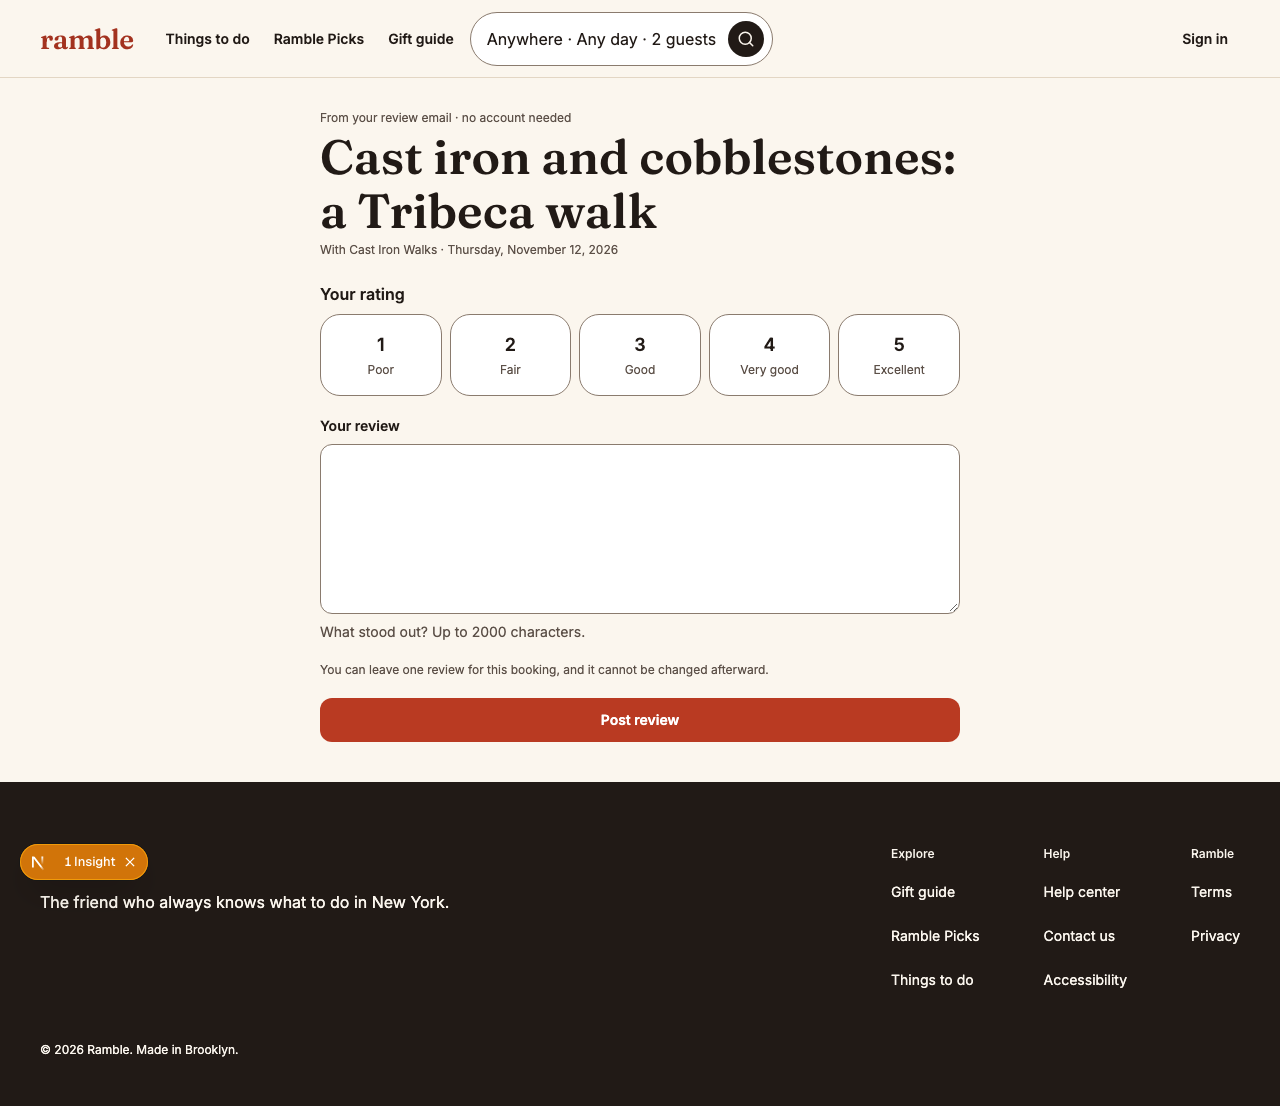 ramble
Things to do
Ramble Picks
Gift guide
Anywhere · Any day · 2 guests
Sign in
From your review email · no account needed
Cast iron and cobblestones:
a Tribeca walk
With Cast Iron Walks · Thursday, November 12, 2026
Your rating
1
Poor
2
Fair
3
Good
4
Very good
5
Excellent
Your review
What stood out? Up to 2000 characters.
You can leave one review for this booking, and it cannot be changed afterward.
Post review
1 Insight
The friend who always knows what to do in New York.
Explore
Gift guide
Ramble Picks
Things to do
Help
Help center
Contact us
Accessibility
Ramble
Terms
Privacy
© 2026 Ramble. Made in Brooklyn.